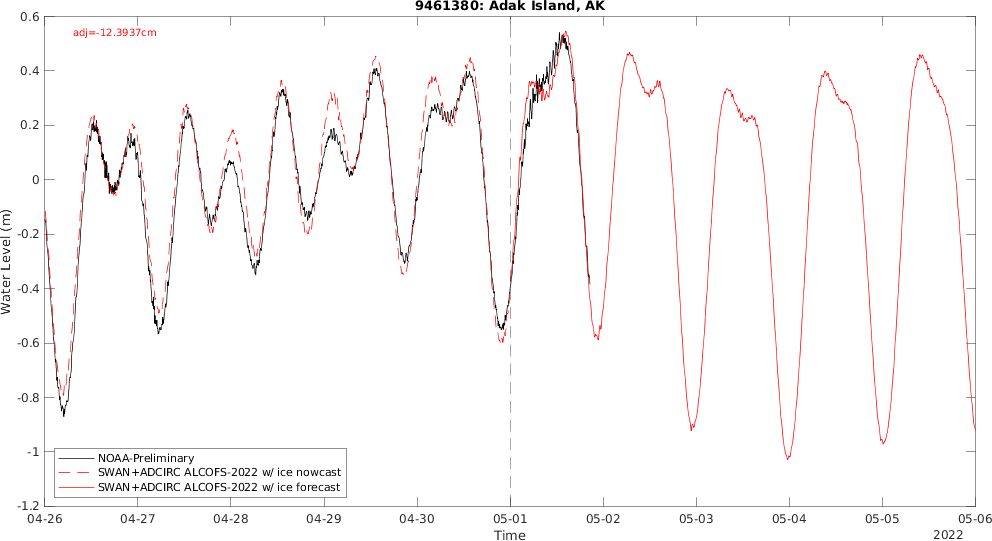 9461380: Adak Island, AK
adj=-12.3937cm
0.6
0.4
0.2
0
-0.2
-0.4
-0.6
-0.8
-1
-1.2
Water Level (m)
NOAA-Preliminary
SWAN+ADCIRC ALCOFS-2022 w/ ice nowcast
SWAN+ADCIRC ALCOFS-2022 w/ ice forecast
04-26 04-27 04-28 04-29 04-30 05-01 05-02 05-03 05-04 05-05 05-06
Time
2022